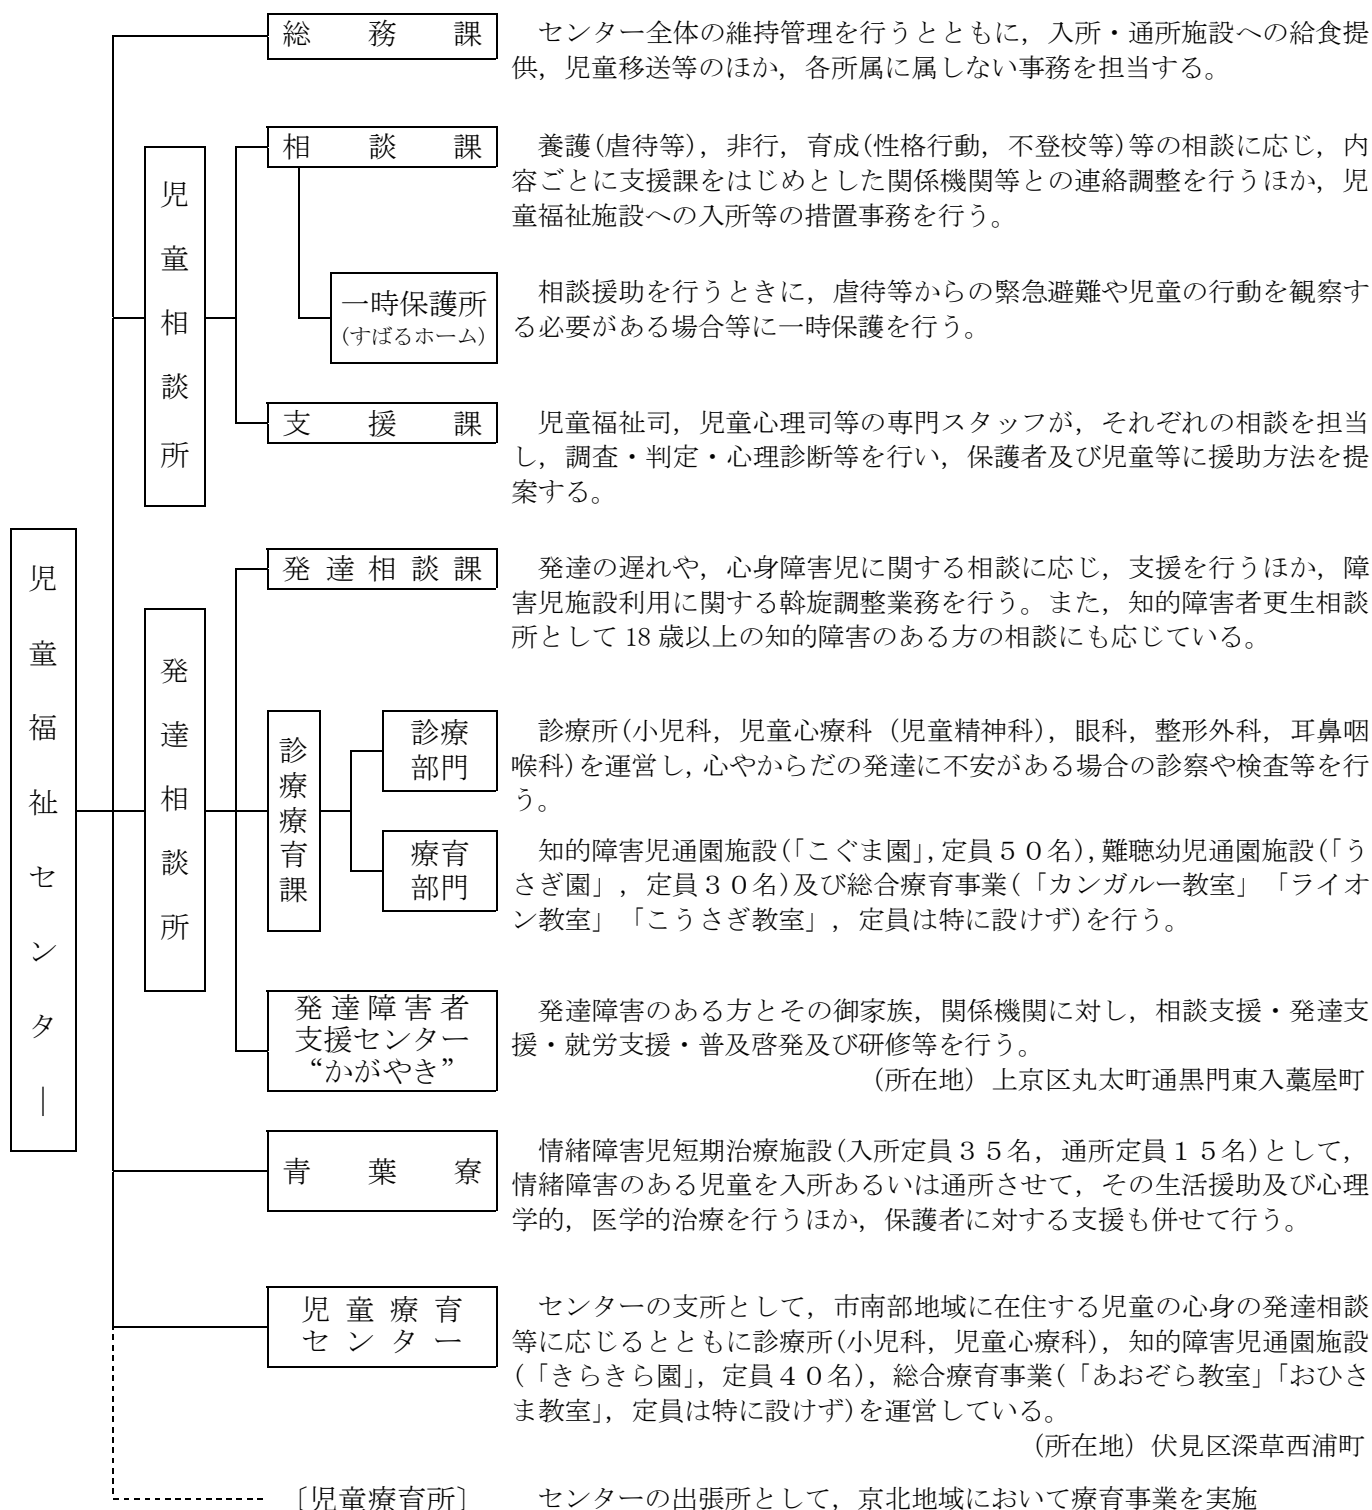 総務課
センター全体の維持管理を行うとともに，入所・通所施設への給食提
供，児童移送等のほか，各所属に属しない事務を担当する。
児童相談所
相談課
養護(虐待等)，非行，育成(性格行動，不登校等)等の相談に応じ，内
容ごとに支援課をはじめとした関係機関等との連絡調整を行うほか，児
童福祉施設への入所等の措置事務を行う。
一時保護所
(すばるホーム)
相談援助を行うときに，虐待等からの緊急避難や児童の行動を観察す
る必要がある場合等に一時保護を行う。
支援課
児童福祉司，児童心理司等の専門スタッフが，それぞれの相談を担当
し，調査・判定・心理診断等を行い，保護者及び児童等に援助方法を提
案する。
児童福祉センター
発達相談所
発達相談課
発達の遅れや，心身障害児に関する相談に応じ，支援を行うほか，障
害児施設利用に関する斡旋調整業務を行う。また，知的障害者更生相談
所として 18 歳以上の知的障害のある方の相談にも応じている。
診療療育課
診療
部門
診療所(小児科，児童心療科（児童精神科)，眼科，整形外科，耳鼻咽
喉科)を運営し，心やからだの発達に不安がある場合の診察や検査等を行
う。
療育
部門
知的障害児通園施設(「こぐま園」，定員５０名)，難聴幼児通園施設(「う
さぎ園」，定員３０名)及び総合療育事業(「カンガルー教室」「ライオ
ン教室」「こうさぎ教室」，定員は特に設けず)を行う。
発達障害者
支援センター
“かがやき”
発達障害のある方とその御家族，関係機関に対し，相談支援・発達支
援・就労支援・普及啓発及び研修等を行う。
（所在地）上京区丸太町通黒門東入藁屋町
青葉寮
情緒障害児短期治療施設(入所定員３５名，通所定員１５名)として，
情緒障害のある児童を入所あるいは通所させて，その生活援助及び心理
学的，医学的治療を行うほか，保護者に対する支援も併せて行う。
児童療育
センター
センターの支所として，市南部地域に在住する児童の心身の発達相談
等に応じるとともに診療所(小児科，児童心療科)，知的障害児通園施設
(「きらきら園」，定員４０名)，総合療育事業(「あおぞら教室」「おひさ
ま教室」，定員は特に設けず)を運営している。
（所在地）伏見区深草西浦町
〔児童療育所〕
センターの出張所として，京北地域において療育事業を実施